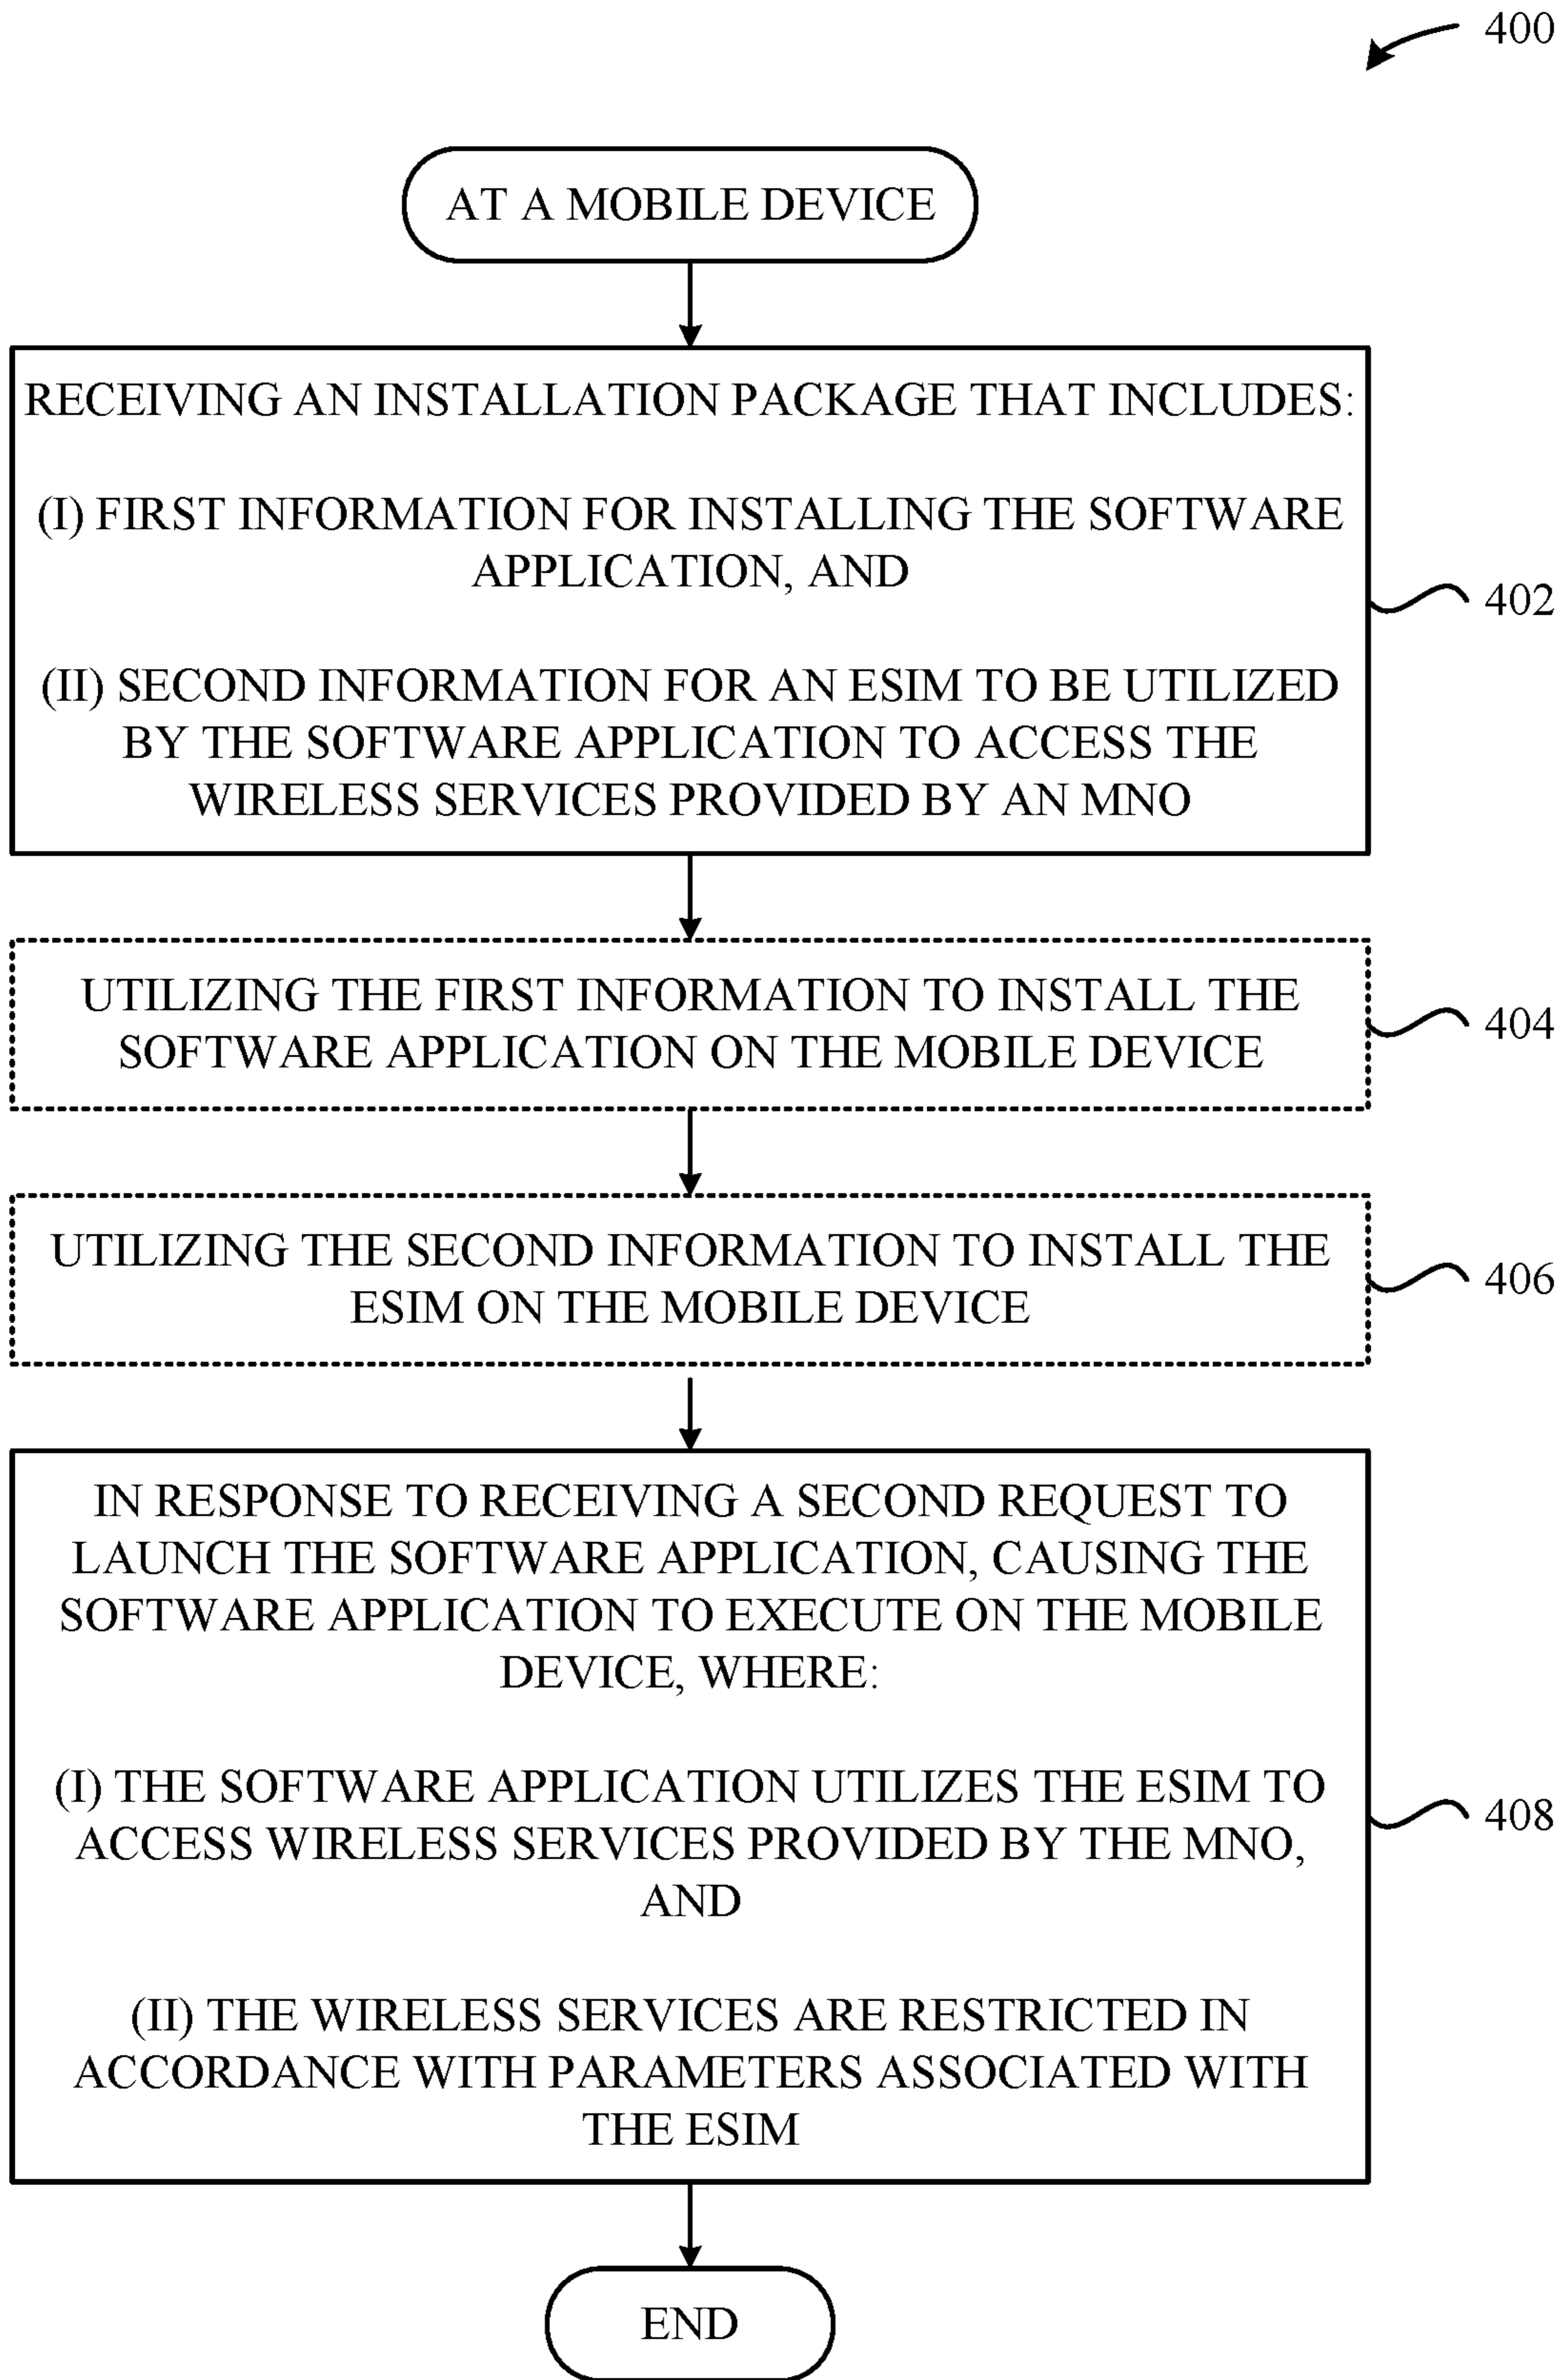 400
AT A MOBILE DEVICE
RECEIVING AN INSTALLATION PACKAGE THAT INCLUDES:
(I) FIRST INFORMATION FOR INSTALLING THE SOFTWARE
APPLICATION, AND
(II) SECOND INFORMATION FOR AN ESIM TO BE UTILIZED
BY THE SOFTWARE APPLICATION TO ACCESS THE
WIRELESS SERVICES PROVIDED BY AN MNO
402
UTILIZING THE FIRST INFORMATION TO INSTALL THE
SOFTWARE APPLICATION ON THE MOBILE DEVICE
404
UTILIZING THE SECOND INFORMATION TO INSTALL THE
ESIM ON THE MOBILE DEVICE
406
IN RESPONSE TO RECEIVING A SECOND REQUEST TO
LAUNCH THE SOFTWARE APPLICATION, CAUSING THE
SOFTWARE APPLICATION TO EXECUTE ON THE MOBILE
DEVICE, WHERE:
(I) THE SOFTWARE APPLICATION UTILIZES THE ESIM TO
ACCESS WIRELESS SERVICES PROVIDED BY THE MNO,
AND
(II) THE WIRELESS SERVICES ARE RESTRICTED IN
ACCORDANCE WITH PARAMETERS ASSOCIATED WITH
THE ESIM
408
END